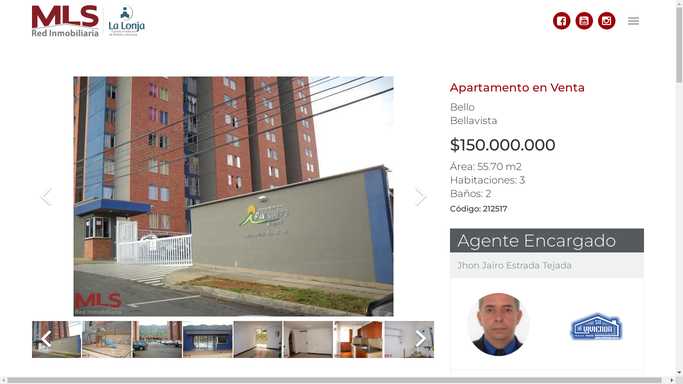 MLS
Red Inmobiliaria
La Lonja
Apartamento en Venta
Bello
Bellavista
$150.000.000
Área: 55.70 m2
Habitaciones: 3
Baños: 2
Código: 212517
Agente Encargado
Jhon Jairo Estrada Tejada
MLS
Red Inmobiliaria
VIVIENDA